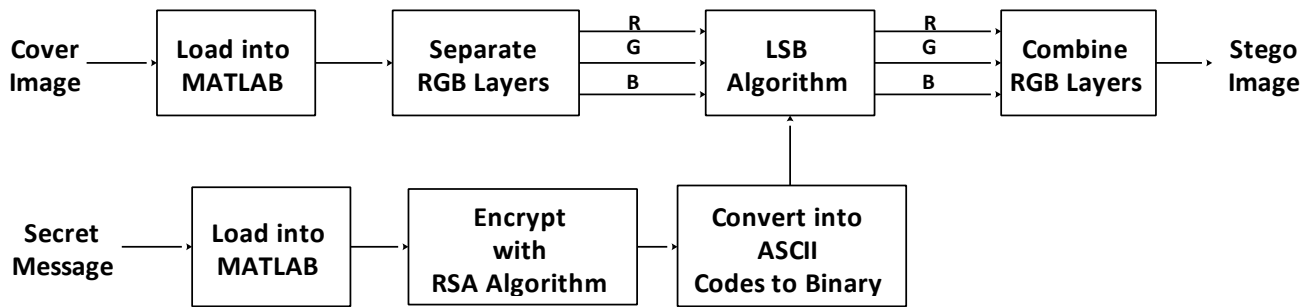 Cover
Image
Load into
MATLAB
Separate
RGB Layers
R
G
B
LSB
Algorithm
R
G
B
Combine
RGB Layers
Stego
Image
Secret
Message
Load into
MATLAB
Encrypt
with
RSA Algorithm
Convert into
ASCII
Codes to Binary